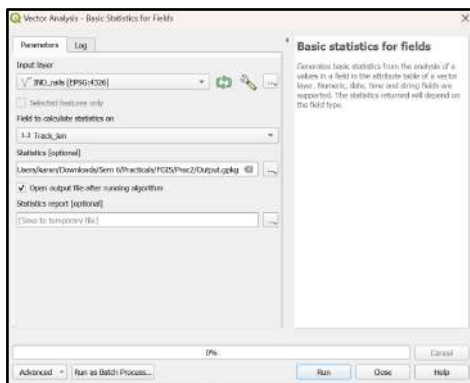 Vector Analysis - Basic Statistics for Fields
Parameters Log
Input layer
IND_rails [EPSG:4326]
Selected features only
Field to calculate statistics on
1.2 Track_len
Statistics [optional]
Users/karan/Downloads/Sem 6/Practicals/PGIS/Prac2/Output.gpkg
Open output file after running algorithm
Statistics report [optional]
[Save to temporary file]
Basic statistics for fields
Generates basic statistics from the analysis of a
values in a field in the attribute table of a vector
layer. Numeric, date, time and string fields are
supported. The statistics returned will depend on
the field type.
0%
Cancel
Advanced Run as Batch Process... Run Close Help